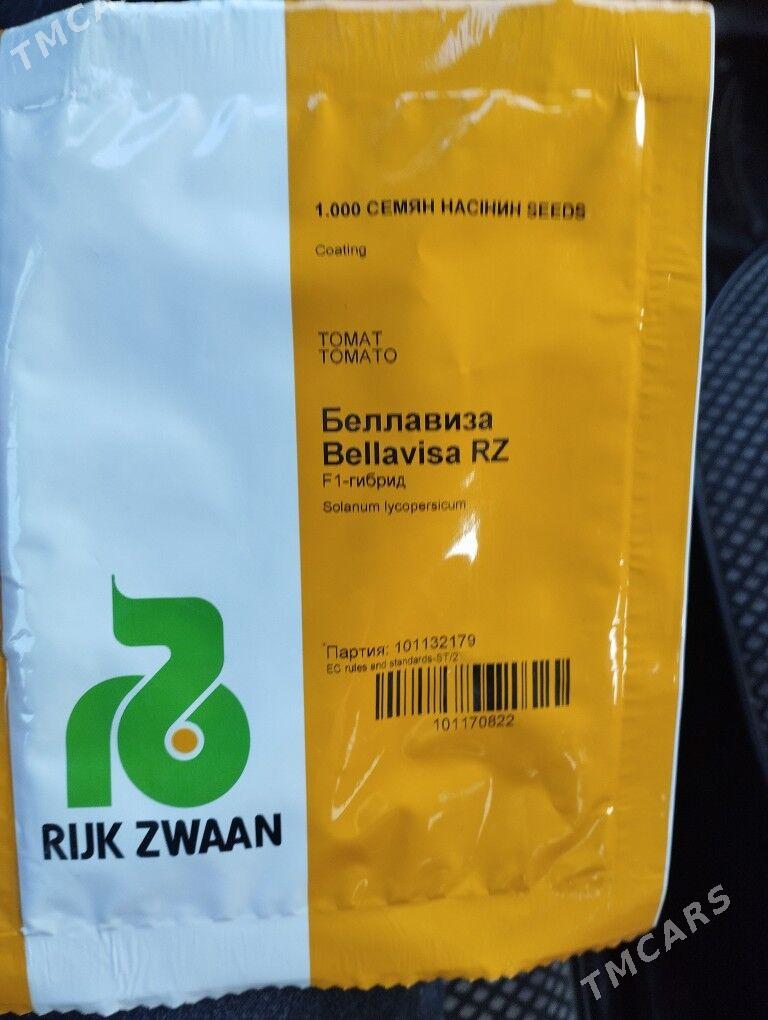 TMCARS
1.000 СЕМЯН НАСІНИН SEEDS
Coating
ТОМАТ
TOMATO
Беллавиза
Bellavisa RZ
F1-гибрид
Solanum lycopersicum
*Партия: 101132179
EC rules and standards-ST/2
101170822
RIJK ZWAAN
TMCARS